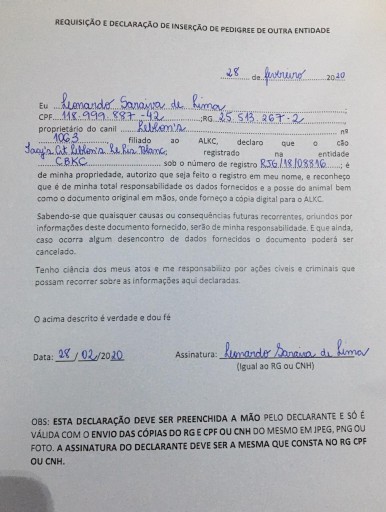 REQUISIÇÃO E DECLARAÇÃO DE INSERÇÃO DE PEDIGREE DE OUTRA ENTIDADE
28 de fevereiro 2020
Eu Lernando Saraiva de Lima
CPF 118.999.887-42 ;RG 25.513.267-2
proprietário do canil Leblon's nº
1063 filiado ao ALKC, declaro que o cão
At Leblon's Le Ris Blanc registrado na entidade
CBKC sob o número de registro RJG/18/08816 ; é
de minha propriedade, autorizo que seja feito o registro em meu nome, e reconheço
que é de minha total responsabilidade os dados fornecidos e a posse do animal bem
como o documento original em mãos, onde forneço a cópia digital para o ALKC.
Sabendo-se que quaisquer causas ou consequências futuras recorrentes, oriundos por
informações deste documento fornecido, serão de minha responsabilidade. E que ainda,
caso ocorra algum desencontro de dados fornecidos o documento poderá ser
cancelado.
Tenho ciência dos meus atos e me responsabilizo por ações cíveis e criminais que
possam recorrer sobre as informações aqui declaradas.
O acima descrito é verdade e dou fé
Data: 28/02/2020 Assinatura: Lernando Saraiva de Lima
(Igual ao RG ou CNH)
OBS: ESTA DECLARAÇÃO DEVE SER PREENCHIDA A MÃO PELO DECLARANTE E SÓ É
VÁLIDA COM O ENVIO DAS CÓPIAS DO RG E CPF OU CNH DO MESMO EM JPEG, PNG OU
FOTO. A ASSINATURA DO DECLARANTE DEVE SER A MESMA QUE CONSTA NO RG CPF
OU CNH.